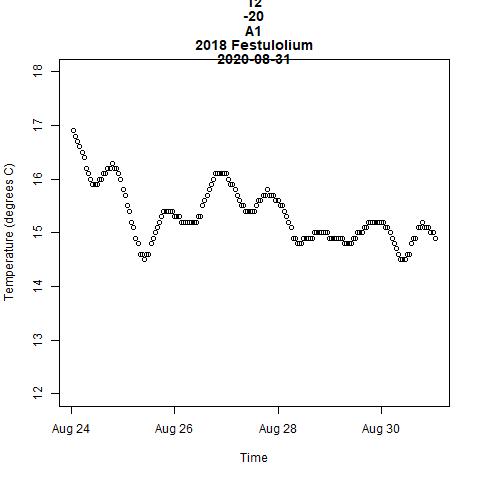 12
-20
A1
2018 Festulolium
2020-08-31
Temperature (degrees C)
18
17
16
15
14
13
12
Aug 24
Aug 26
Aug 28
Aug 30
Time